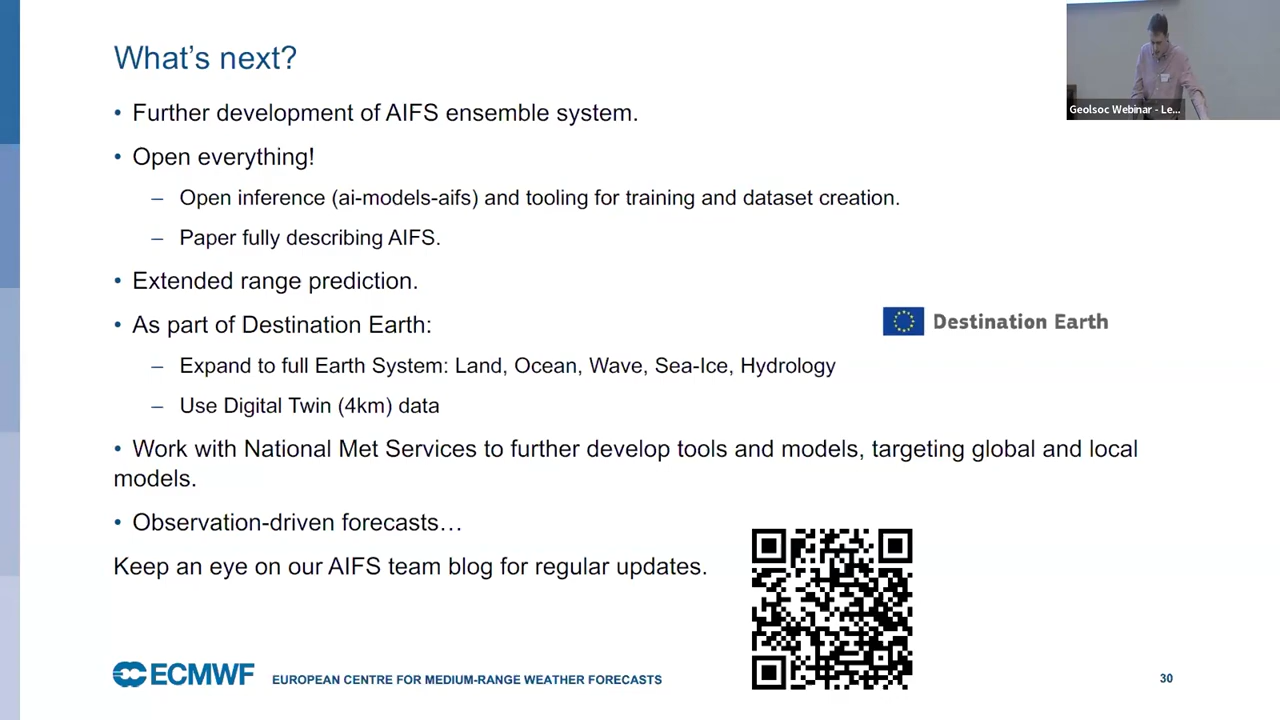 What's next?
Geolsoc Webinar - Le...
• Further development of AIFS ensemble system.
• Open everything!
– Open inference (ai-models-aifs) and tooling for training and dataset creation.
– Paper fully describing AIFS.
• Extended range prediction.
• As part of Destination Earth:
Destination Earth
– Expand to full Earth System: Land, Ocean, Wave, Sea-Ice, Hydrology
– Use Digital Twin (4km) data
• Work with National Met Services to further develop tools and models, targeting global and local
models.
• Observation-driven forecasts…
Keep an eye on our AIFS team blog for regular updates.
ECMWF EUROPEAN CENTRE FOR MEDIUM-RANGE WEATHER FORECASTS
30